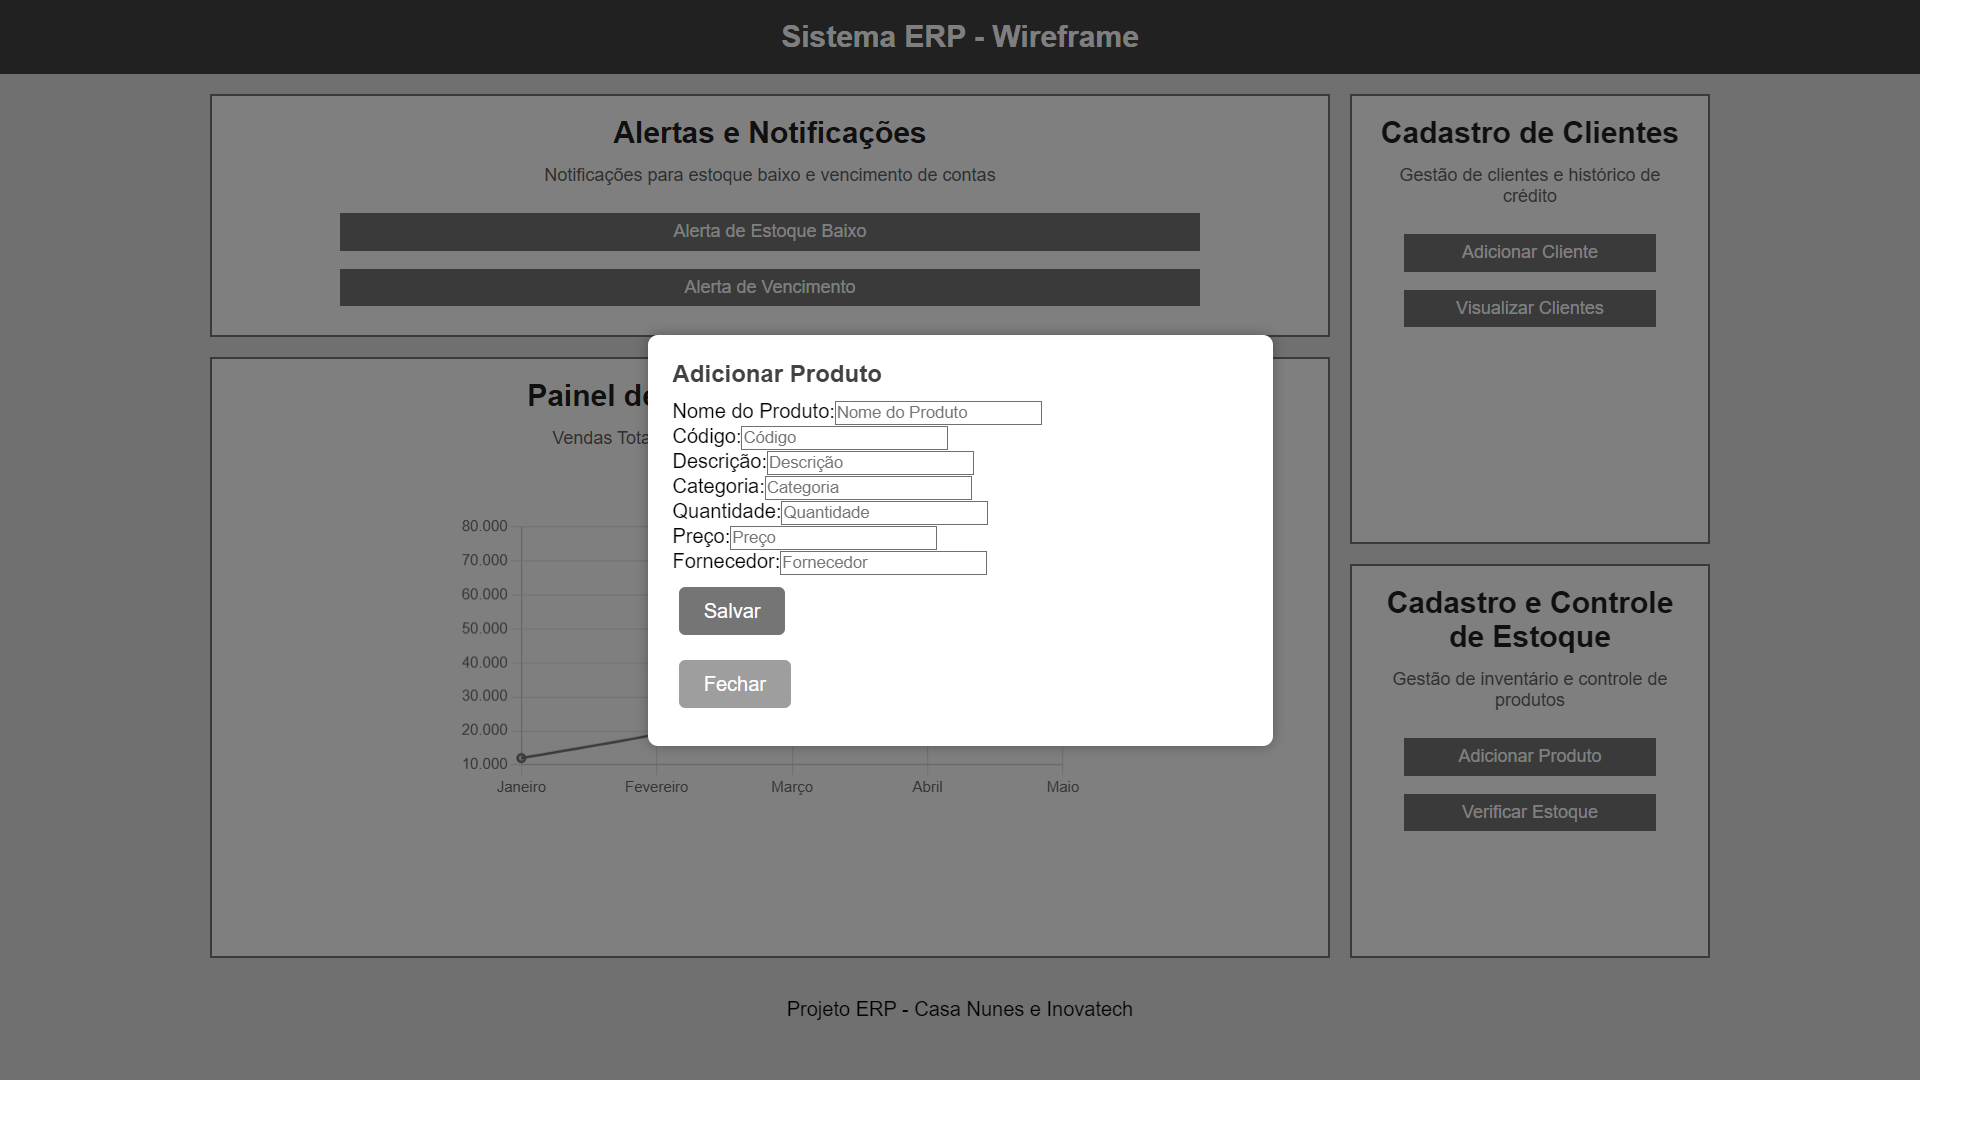 Sistema ERP - Wireframe
Alertas e Notificações
Notificações para estoque baixo e vencimento de contas
Alerta de Estoque Baixo
Alerta de Vencimento
Cadastro de Clientes
Gestão de clientes e histórico de
crédito
Adicionar Cliente
Visualizar Clientes
Painel de
Vendas Tota
80.000
70.000
60.000
50.000
40.000
30.000
20.000
10.000
Janeiro Fevereiro Março Abril Maio
Adicionar Produto
Nome do Produto: Nome do Produto
Código: Código
Descrição: Descrição
Categoria: Categoria
Quantidade: Quantidade
Preço: Preço
Fornecedor: Fornecedor
Salvar
Fechar
Cadastro e Controle
de Estoque
Gestão de inventário e controle de
produtos
Adicionar Produto
Verificar Estoque
Projeto ERP - Casa Nunes e Inovatech